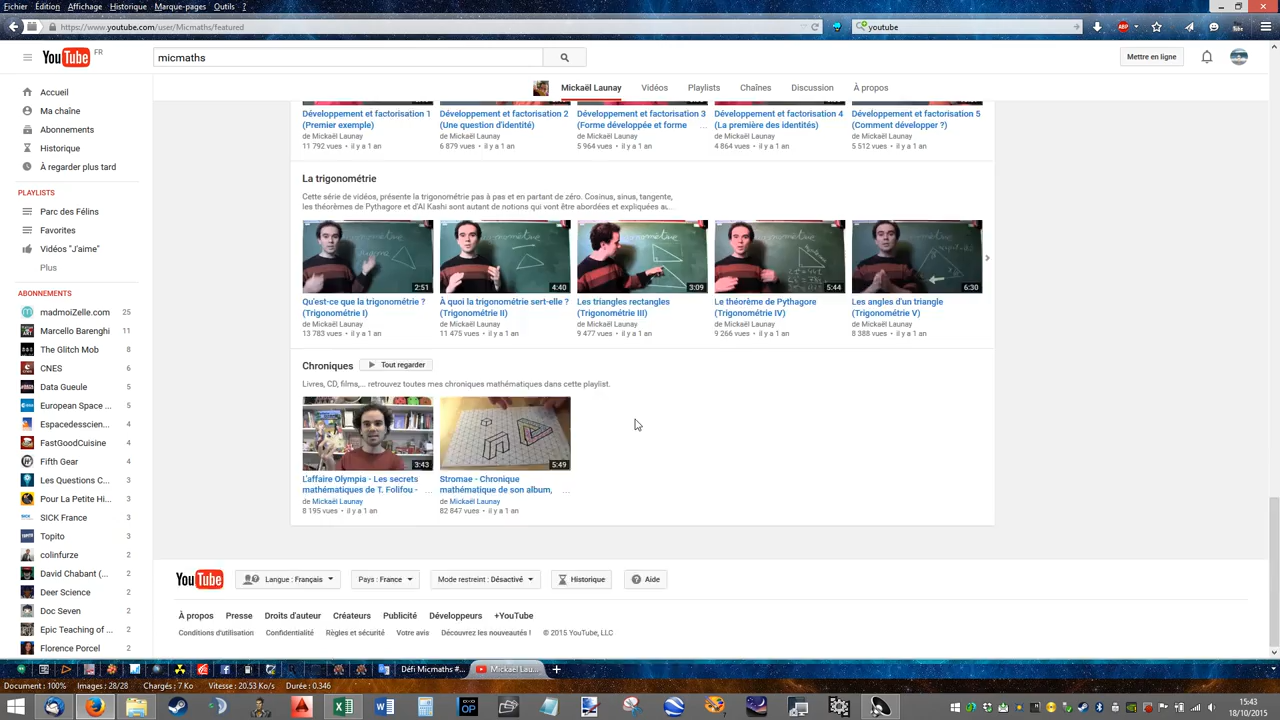 Fichier Édition Affichage Historique Marque-pages Outils ?
https://www.youtube.com/user/Micmaths/featured
youtube
YouTube FR
micmaths
Mettre en ligne
Mickaël Launay Vidéos Playlists Chaînes Discussion À propos
Accueil
Ma chaîne
Abonnements
Historique
À regarder plus tard
PLAYLISTS
Parc des Félins
Favorites
Vidéos "J'aime"
Plus
ABONNEMENTS
madmoiZelle.com 25
Marcello Barenghi 11
The Glitch Mob 8
CNES 6
Data Gueule 5
European Space ... 5
Espacedesscien... 4
FastGoodCuisine 4
Fifth Gear 4
Les Questions C... 3
Pour La Petite Hi... 3
SICK France 3
Topito 3
colinfurze 2
David Chabant (... 2
Deer Science 2
Doc Seven 2
Epic Teaching of ... 2
Florence Porcel 2
Développement et factorisation 1 (Premier exemple)
de Mickaël Launay
11 792 vues • il y a 1 an
Développement et factorisation 2 (Une question d'identité)
de Mickaël Launay
6 879 vues • il y a 1 an
Développement et factorisation 3 (Forme développée et forme ...
de Mickaël Launay
5 964 vues • il y a 1 an
Développement et factorisation 4 (La première des identités)
de Mickaël Launay
4 864 vues • il y a 1 an
Développement et factorisation 5 (Comment développer ?)
de Mickaël Launay
5 512 vues • il y a 1 an
La trigonométrie
Cette série de vidéos, présente la trigonométrie pas à pas et en partant de zéro. Cosinus, sinus, tangente,
les théorèmes de Pythagore et d'Al Kashi sont autant de notions qui vont être abordées et expliquées au...
2:51
Qu'est-ce que la trigonométrie ?
(Trigonométrie I)
de Mickaël Launay
13 783 vues • il y a 1 an
4:40
À quoi la trigonométrie sert-elle ?
(Trigonométrie II)
de Mickaël Launay
11 475 vues • il y a 1 an
3:09
Les triangles rectangles
(Trigonométrie III)
de Mickaël Launay
9 477 vues • il y a 1 an
5:44
Le théorème de Pythagore
(Trigonométrie IV)
de Mickaël Launay
9 266 vues • il y a 1 an
6:30
Les angles d'un triangle
(Trigonométrie V)
de Mickaël Launay
8 388 vues • il y a 1 an
Chroniques Tout regarder
Livres, CD, films,... retrouvez toutes mes chroniques mathématiques dans cette playlist.
3:43
L'affaire Olympia - Les secrets
mathématiques de T. Folifou - ...
de Mickaël Launay
8 195 vues • il y a 1 an
5:49
Stromae - Chronique
mathématique de son album, ...
de Mickaël Launay
82 847 vues • il y a 1 an
YouTube Langue : Français Pays : France Mode restreint : Désactivé Historique Aide
À propos Presse Droits d'auteur Créateurs Publicité Développeurs +YouTube
Conditions d'utilisation Confidentialité Règles et sécurité Votre avis Découvrez les nouveautés ! © 2015 YouTube, LLC
Défi Micmaths #... Mickaël Lau...
Document : 100% Images : 28/28 Chargés : 7 Ko Vitesse : 20.53 Ko/s Durée : 0,346
15:43
18/10/2015